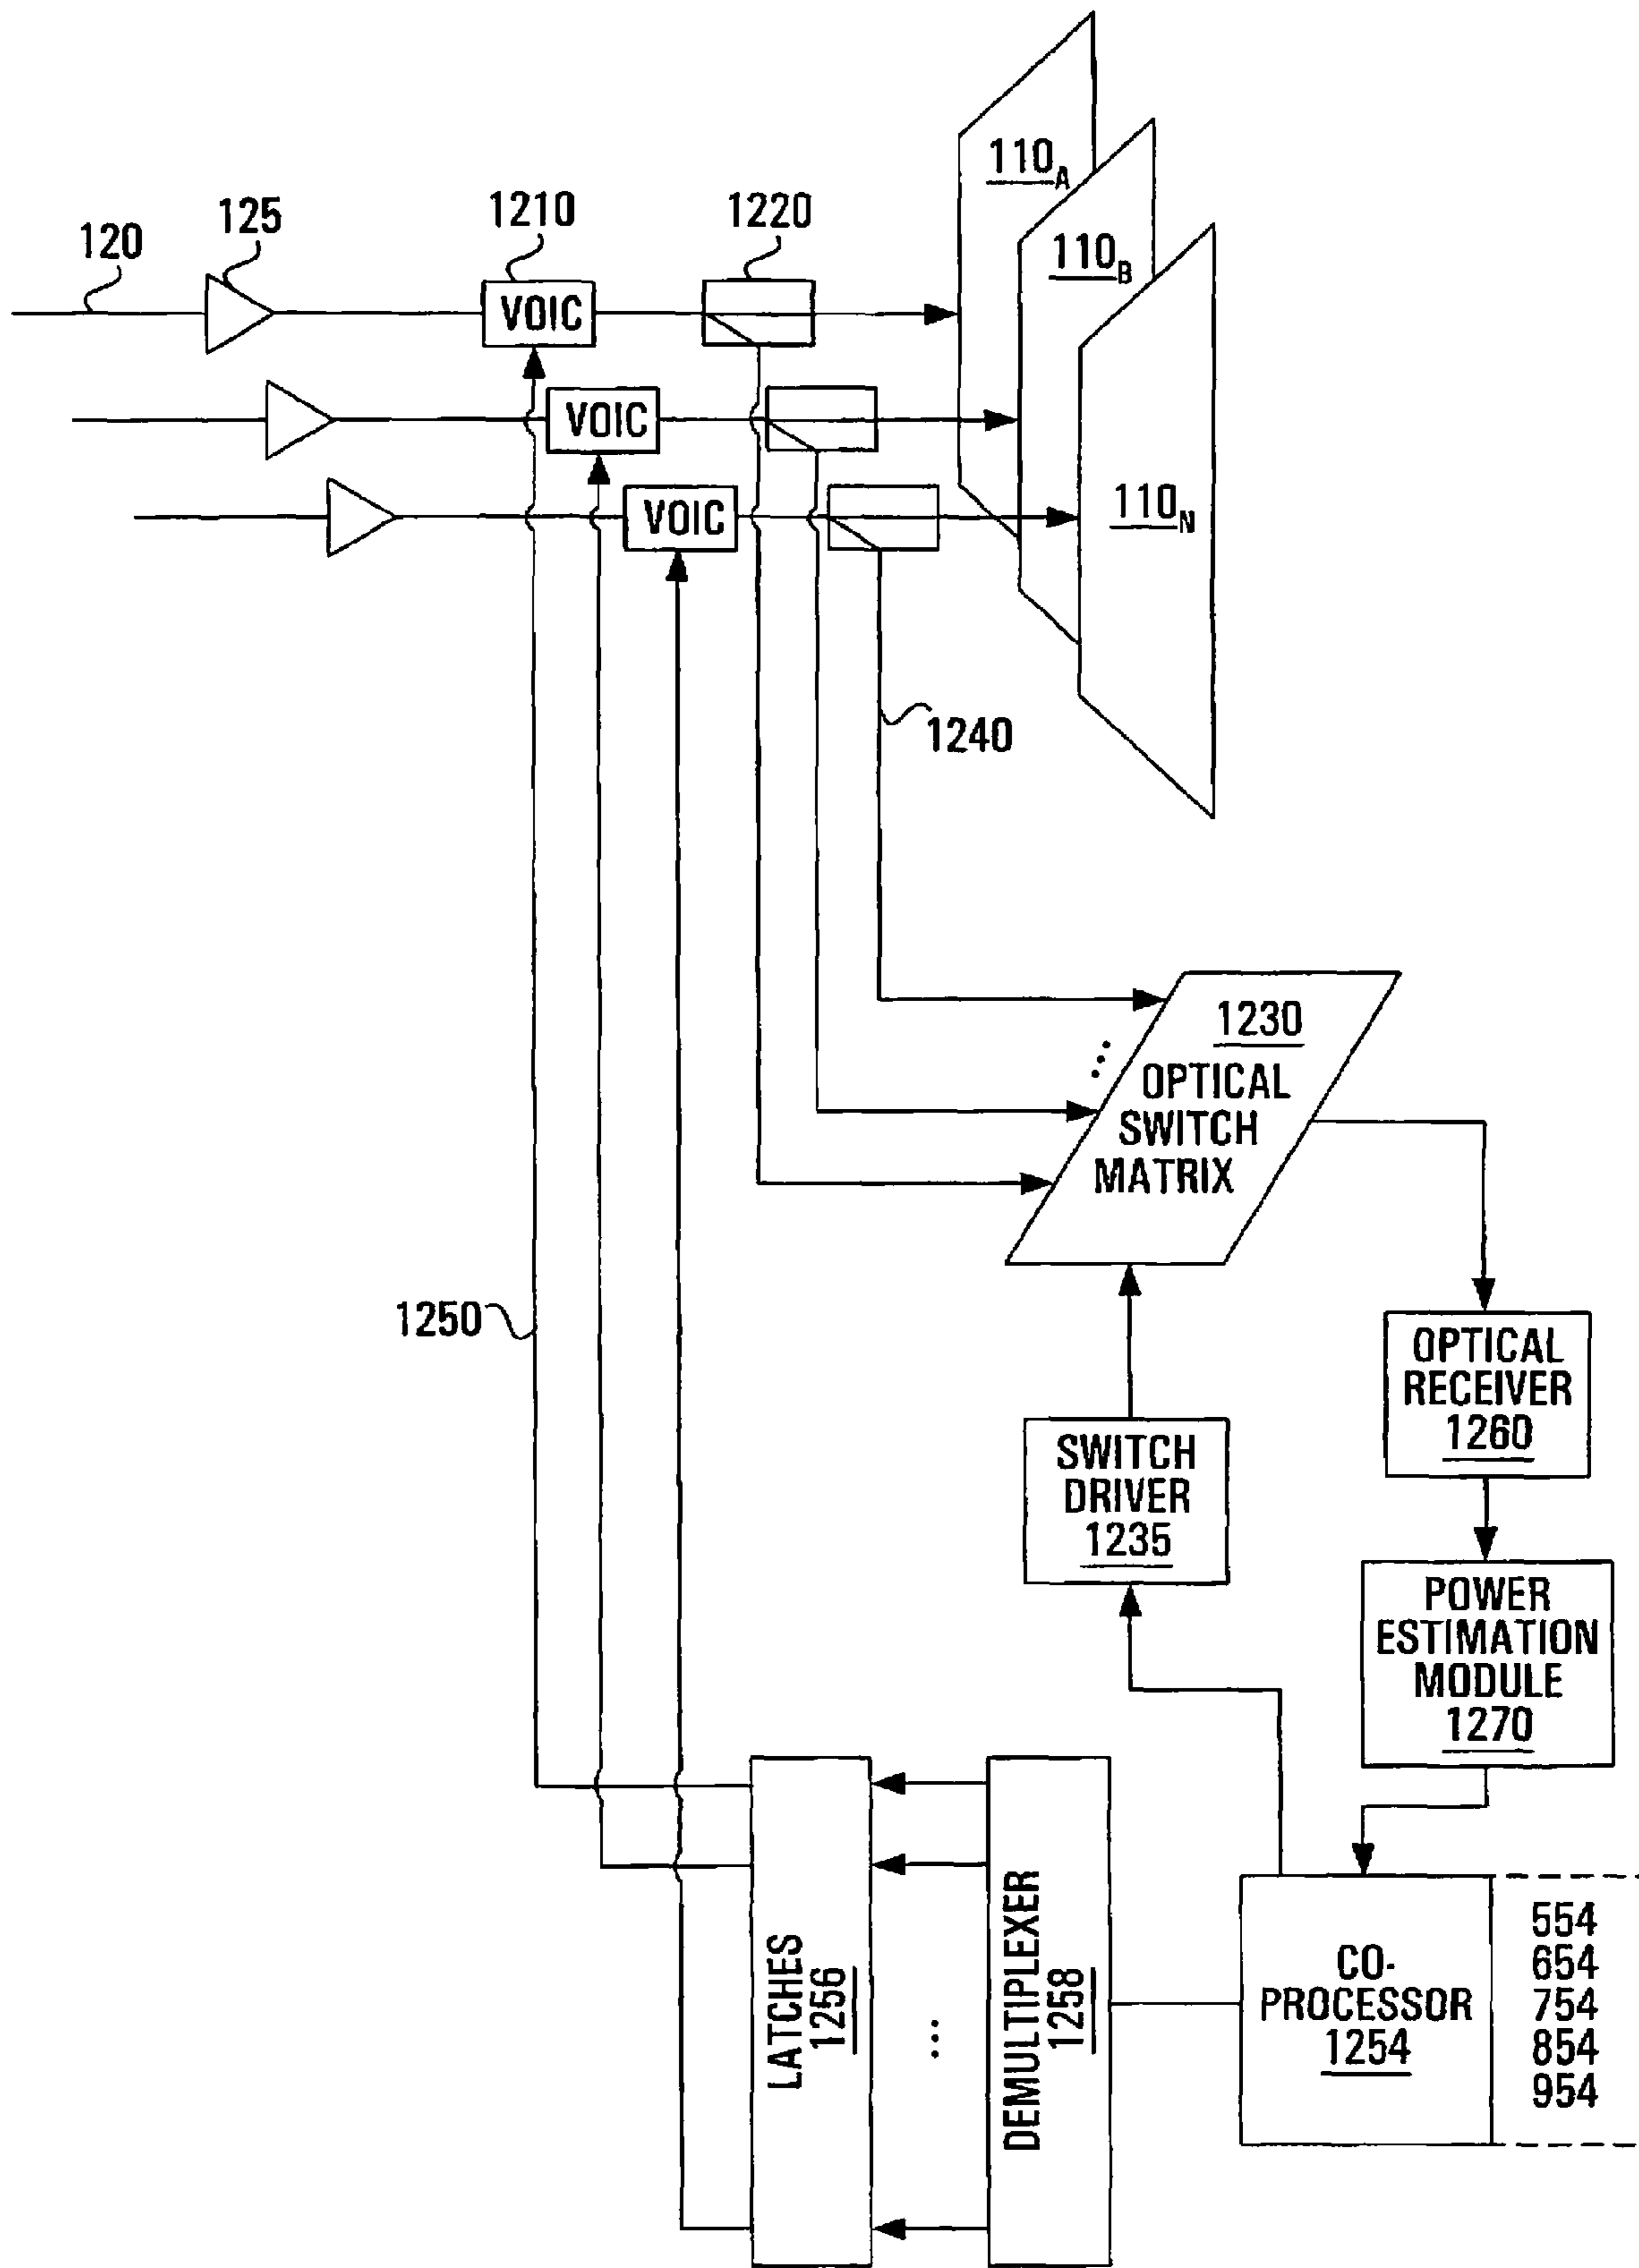 120
125
1210
1220
110A
110B
110N
VOIC
VOIC
VOIC
1240
1230
OPTICAL
SWITCH
MATRIX
1250
OPTICAL
RECEIVER
1260
SWITCH
DRIVER
1235
POWER
ESTIMATION
MODULE
1270
LATCHES
1256
...
DEMULTIPLEXER
1258
CO-
PROCESSOR
1254
554
654
754
854
954